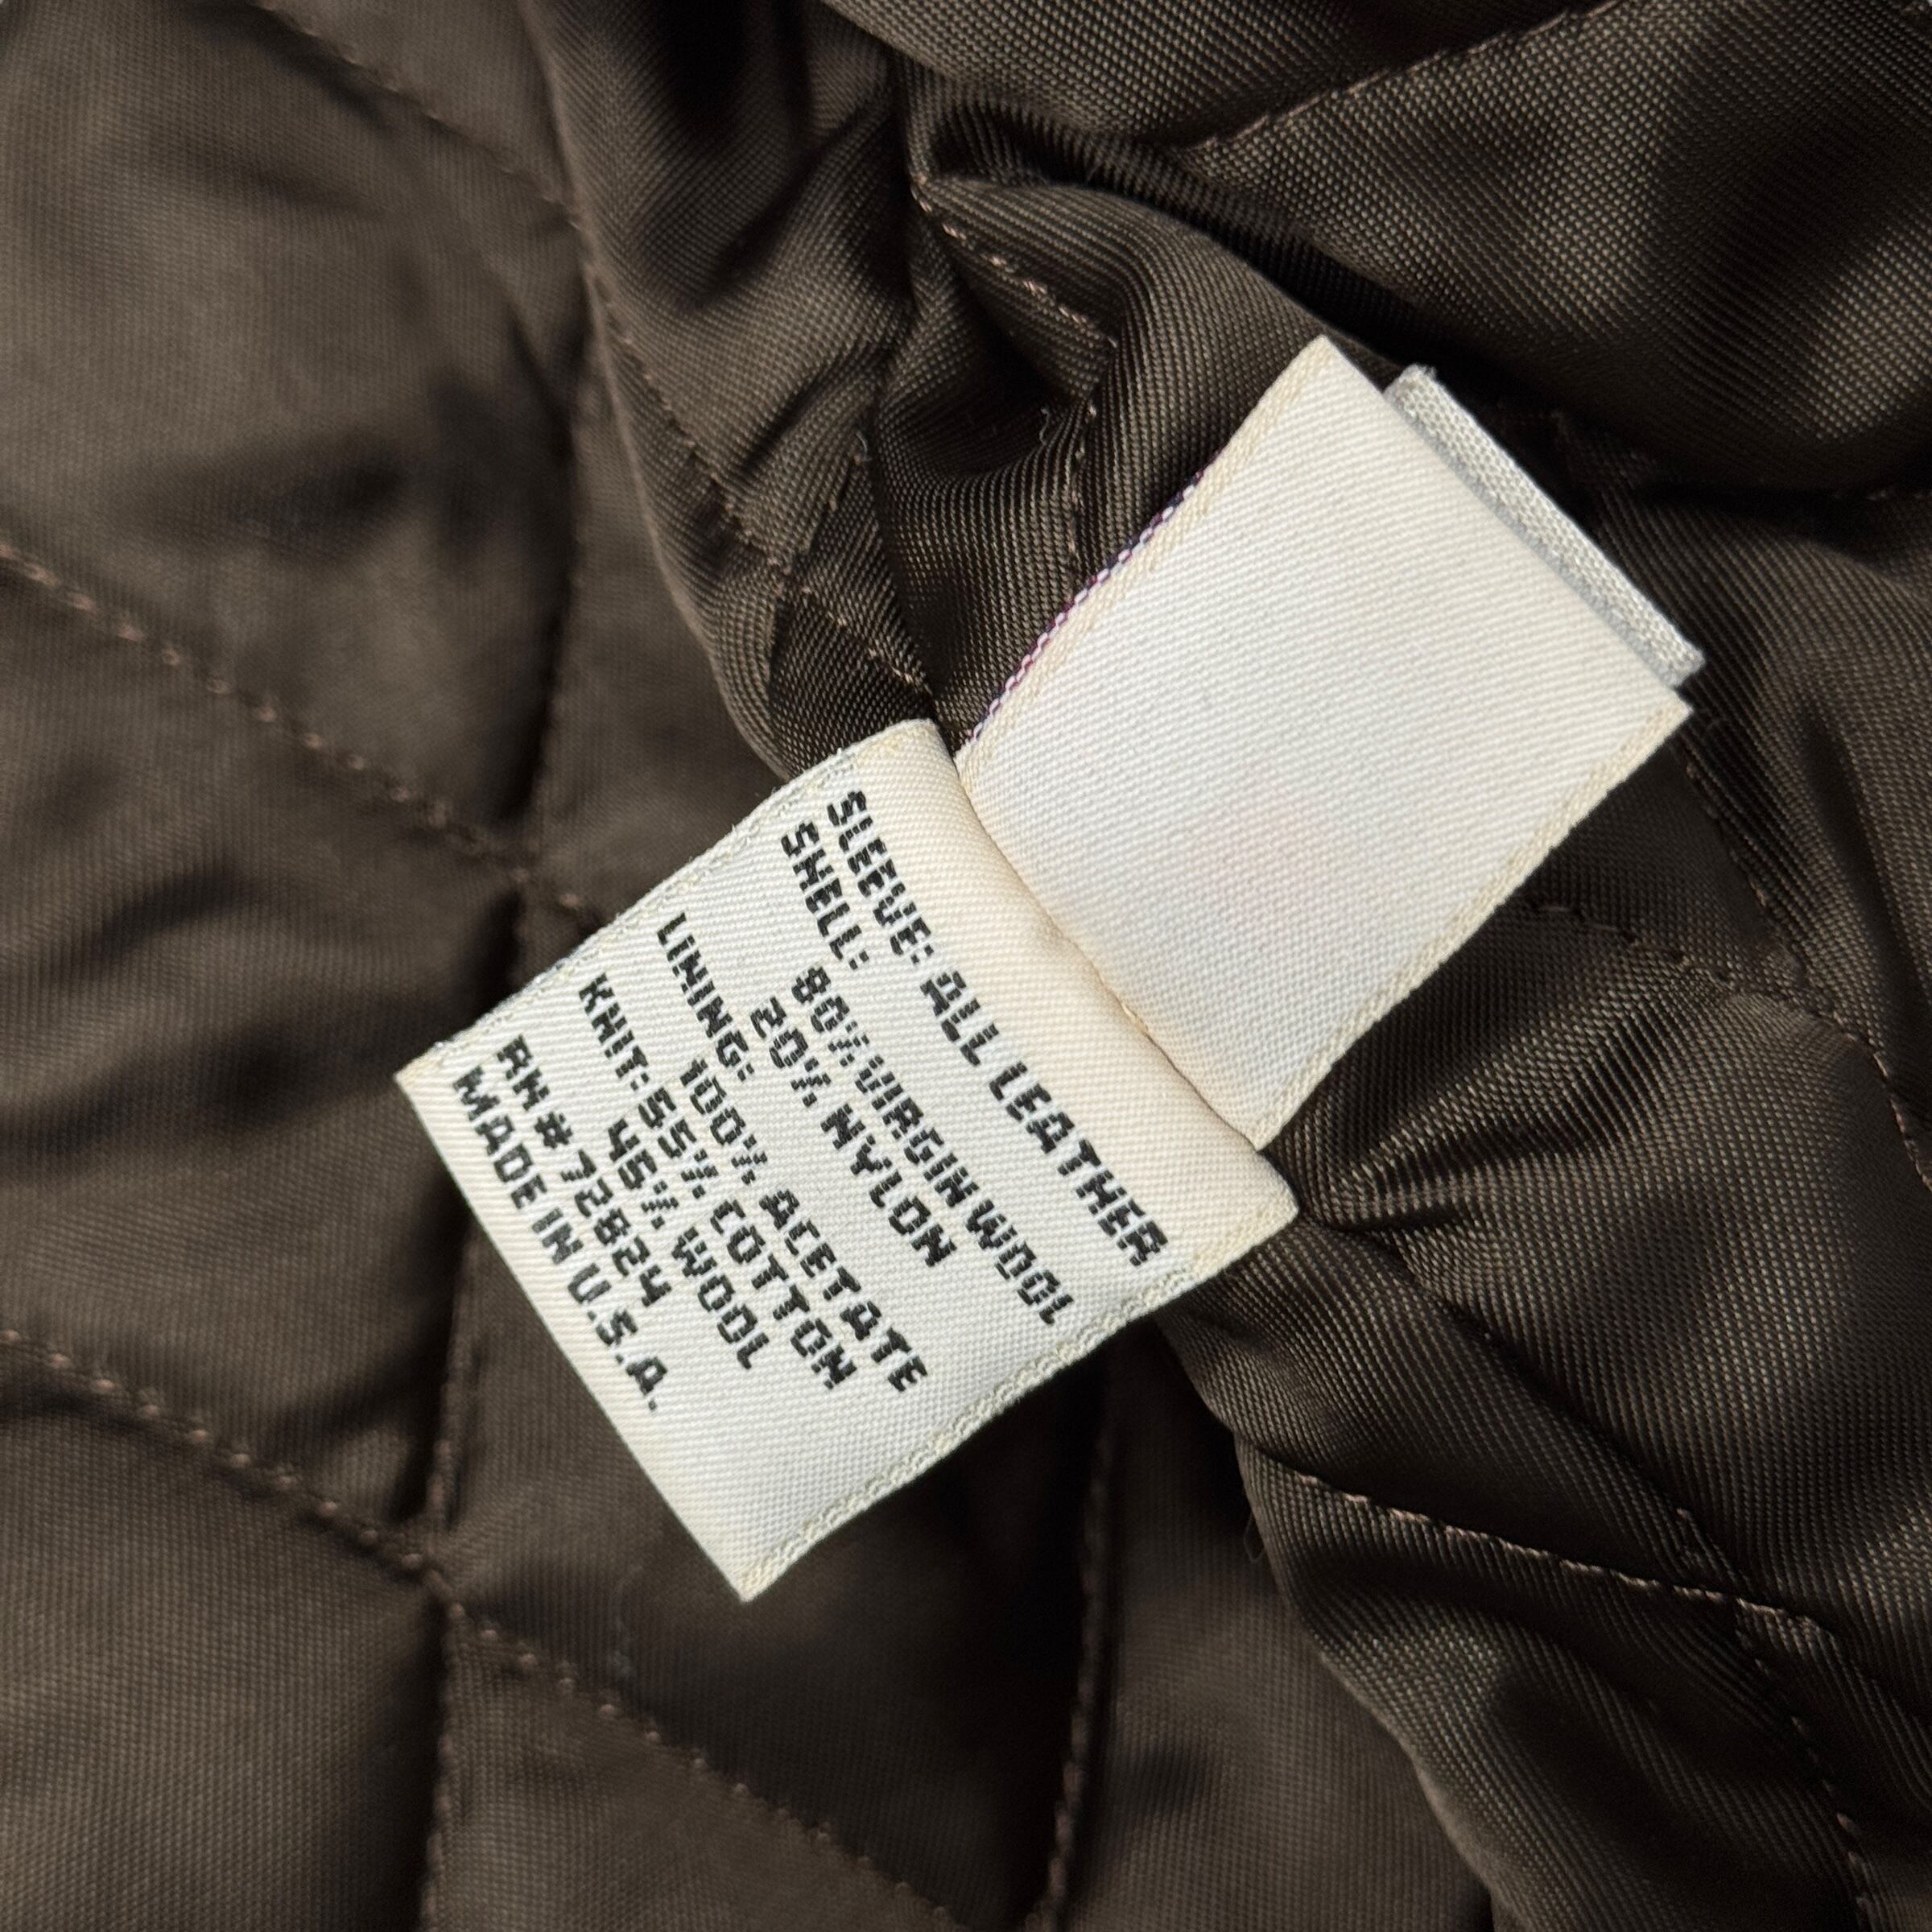 SLEEVE: ALL LEATHER
SHELL:
80% VIRGIN WOOL
20% NYLON
LINING:
100% ACETATE
KNIT: 55% COTTON
45% WOOL
RN # 72824
MADE IN U.S.A.